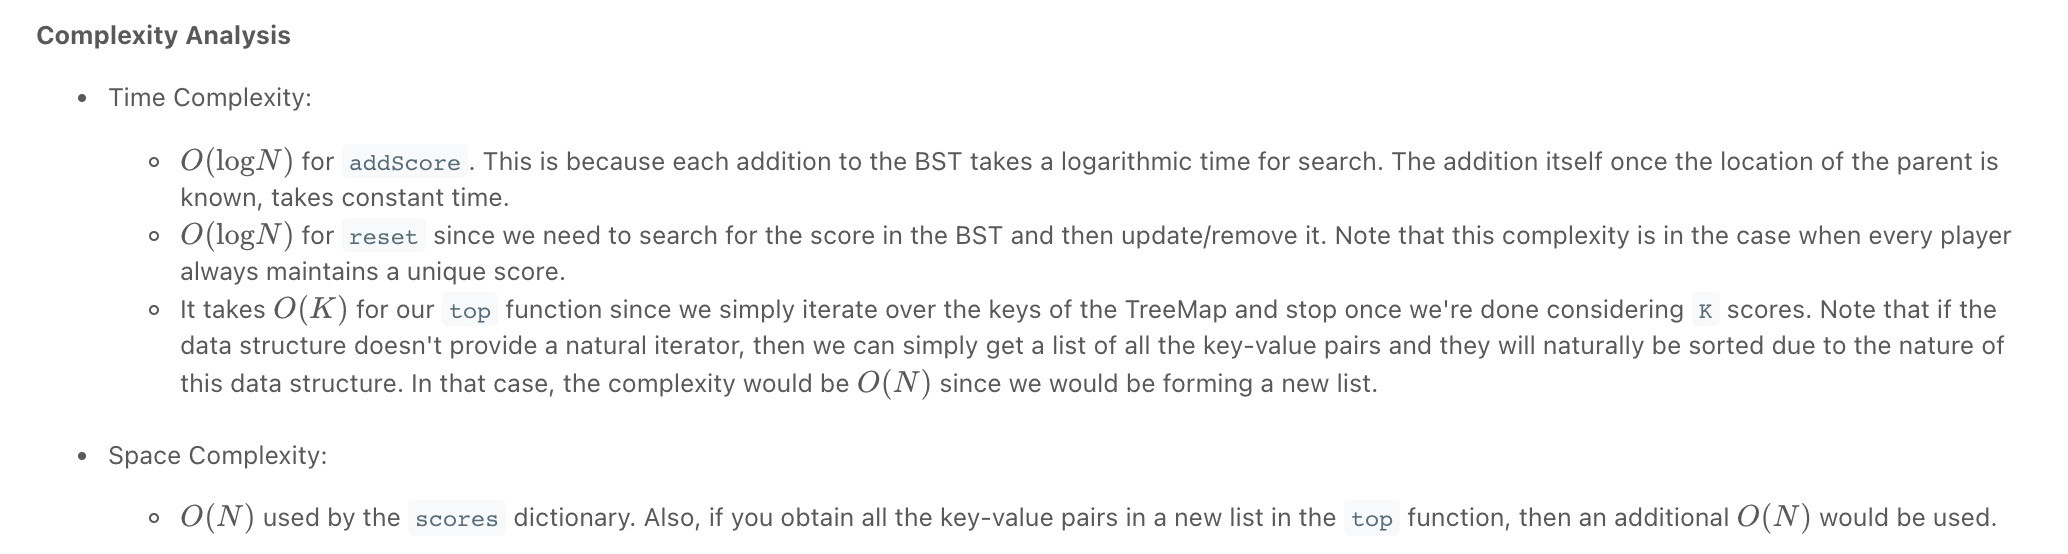 Complexity Analysis
• Time Complexity:
◦ O(logN) for addScore . This is because each addition to the BST takes a logarithmic time for search. The addition itself once the location of the parent is
known, takes constant time.
◦ O(logN) for reset since we need to search for the score in the BST and then update/remove it. Note that this complexity is in the case when every player
always maintains a unique score.
◦ It takes O(K) for our top function since we simply iterate over the keys of the TreeMap and stop once we're done considering K scores. Note that if the
data structure doesn't provide a natural iterator, then we can simply get a list of all the key-value pairs and they will naturally be sorted due to the nature of
this data structure. In that case, the complexity would be O(N) since we would be forming a new list.
• Space Complexity:
◦ O(N) used by the scores dictionary. Also, if you obtain all the key-value pairs in a new list in the top function, then an additional O(N) would be used.